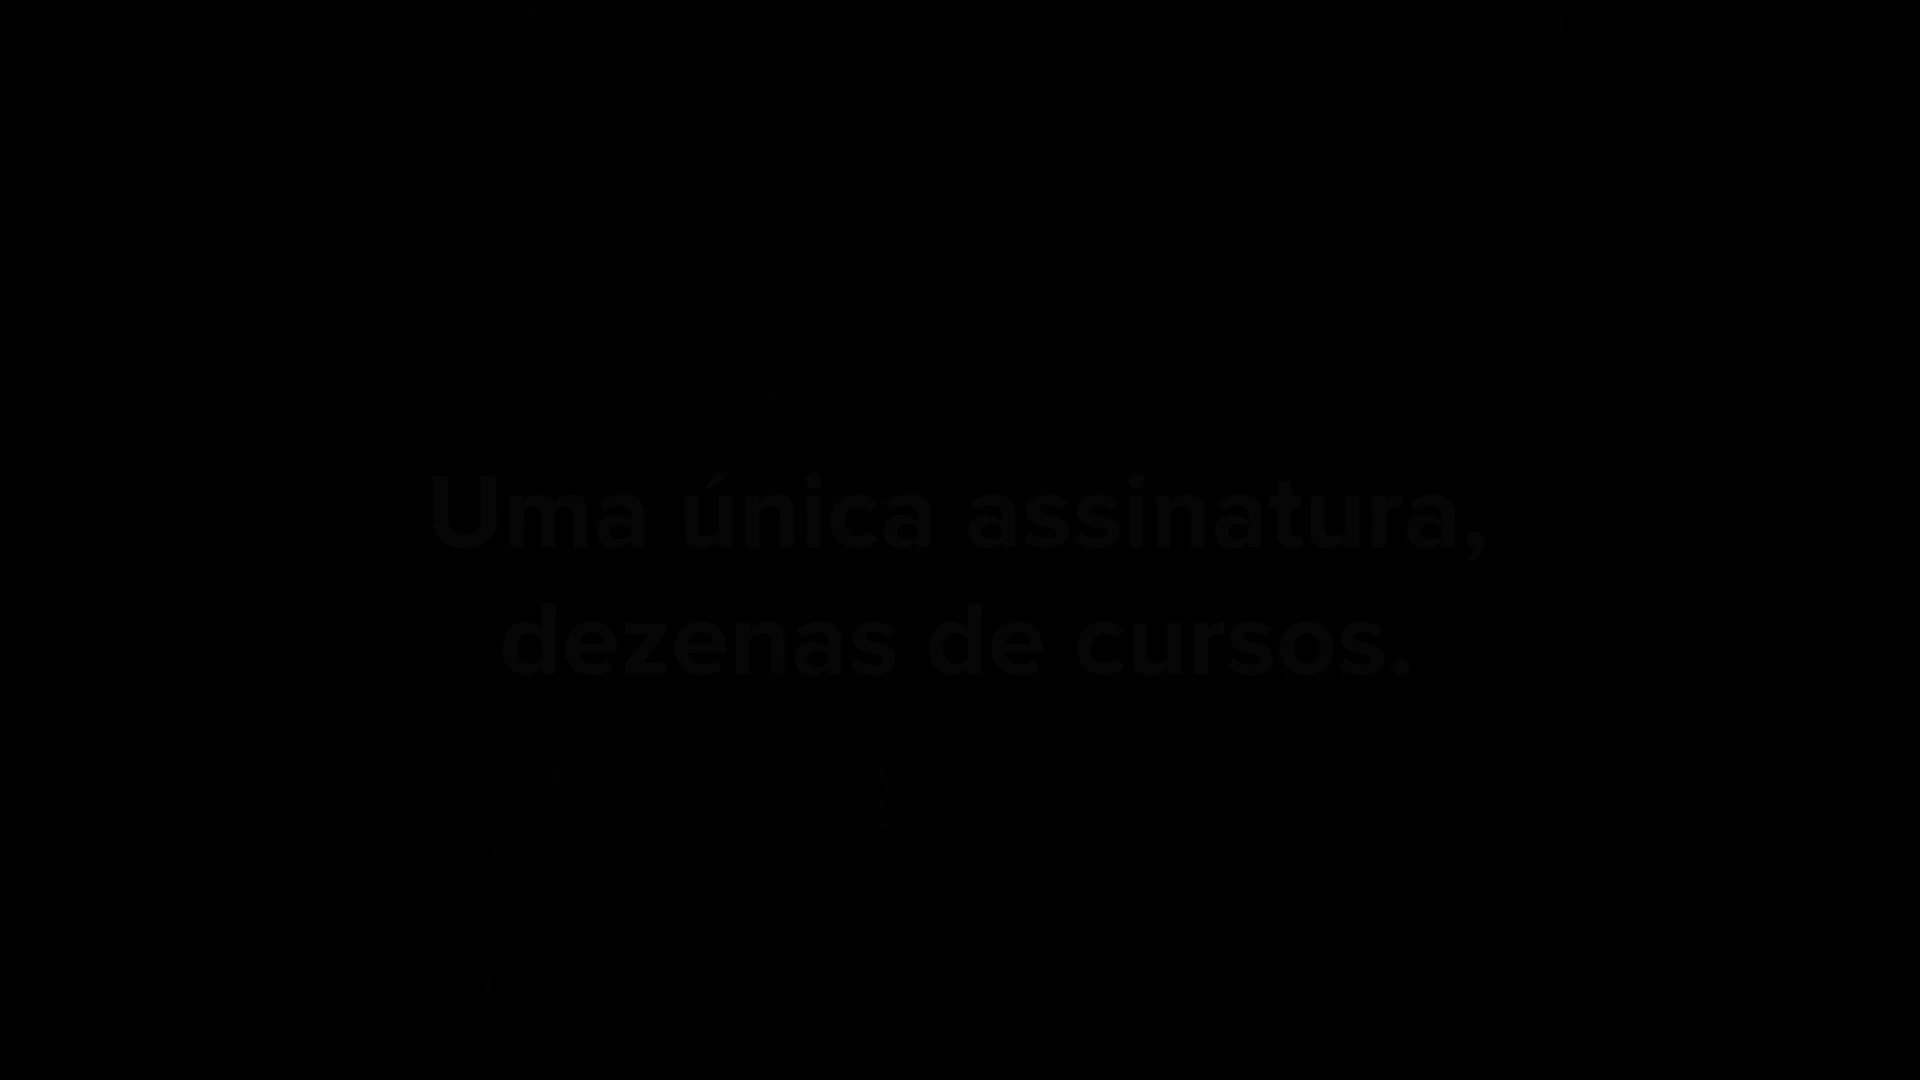 Uma única assinatura,
dezenas de cursos.